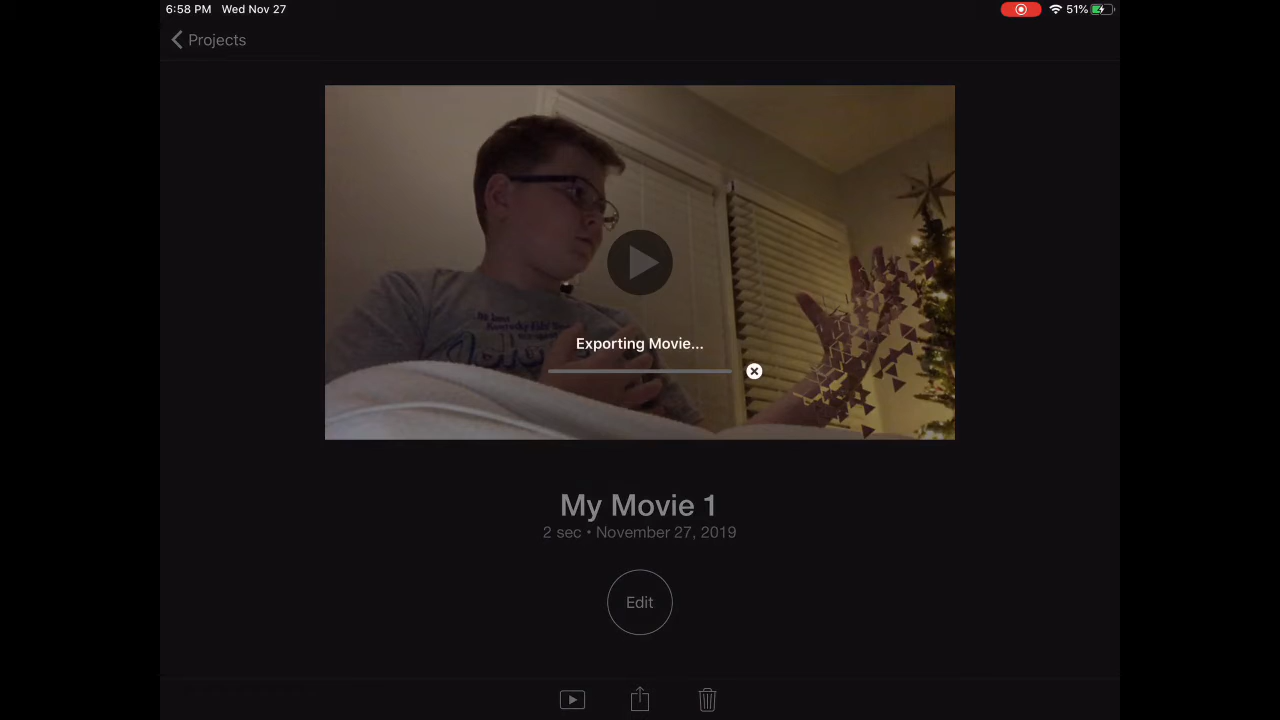 6:58 PM Wed Nov 27
51%
Projects
Exporting Movie...
My Movie 1
2 sec • November 27, 2019
Edit